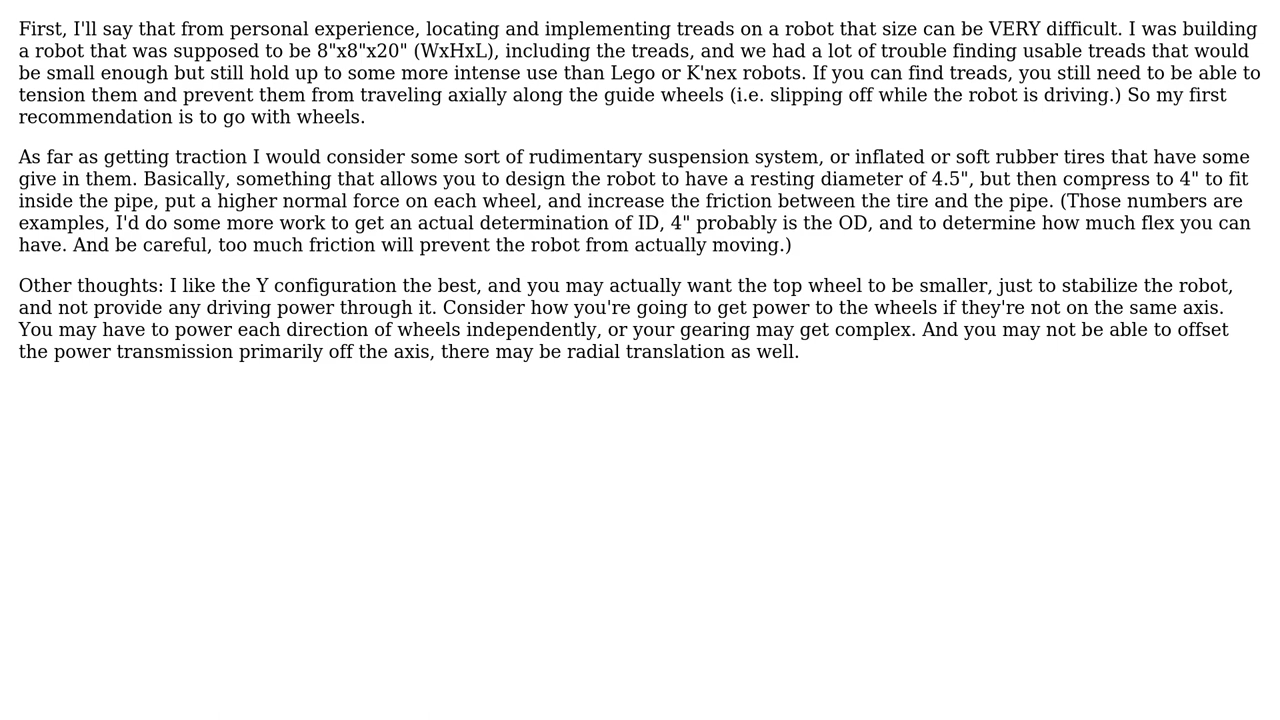 First, I'll say that from personal experience, locating and implementing treads on a robot that size can be VERY difficult. I was building
a robot that was supposed to be 8"x8"x20" (WxHxL), including the treads, and we had a lot of trouble finding usable treads that would
be small enough but still hold up to some more intense use than Lego or K'nex robots. If you can find treads, you still need to be able to
tension them and prevent them from traveling axially along the guide wheels (i.e. slipping off while the robot is driving.) So my first
recommendation is to go with wheels.
As far as getting traction I would consider some sort of rudimentary suspension system, or inflated or soft rubber tires that have some
give in them. Basically, something that allows you to design the robot to have a resting diameter of 4.5", but then compress to 4" to fit
inside the pipe, put a higher normal force on each wheel, and increase the friction between the tire and the pipe. (Those numbers are
examples, I'd do some more work to get an actual determination of ID, 4" probably is the OD, and to determine how much flex you can
have. And be careful, too much friction will prevent the robot from actually moving.)
Other thoughts: I like the Y configuration the best, and you may actually want the top wheel to be smaller, just to stabilize the robot,
and not provide any driving power through it. Consider how you're going to get power to the wheels if they're not on the same axis.
You may have to power each direction of wheels independently, or your gearing may get complex. And you may not be able to offset
the power transmission primarily off the axis, there may be radial translation as well.